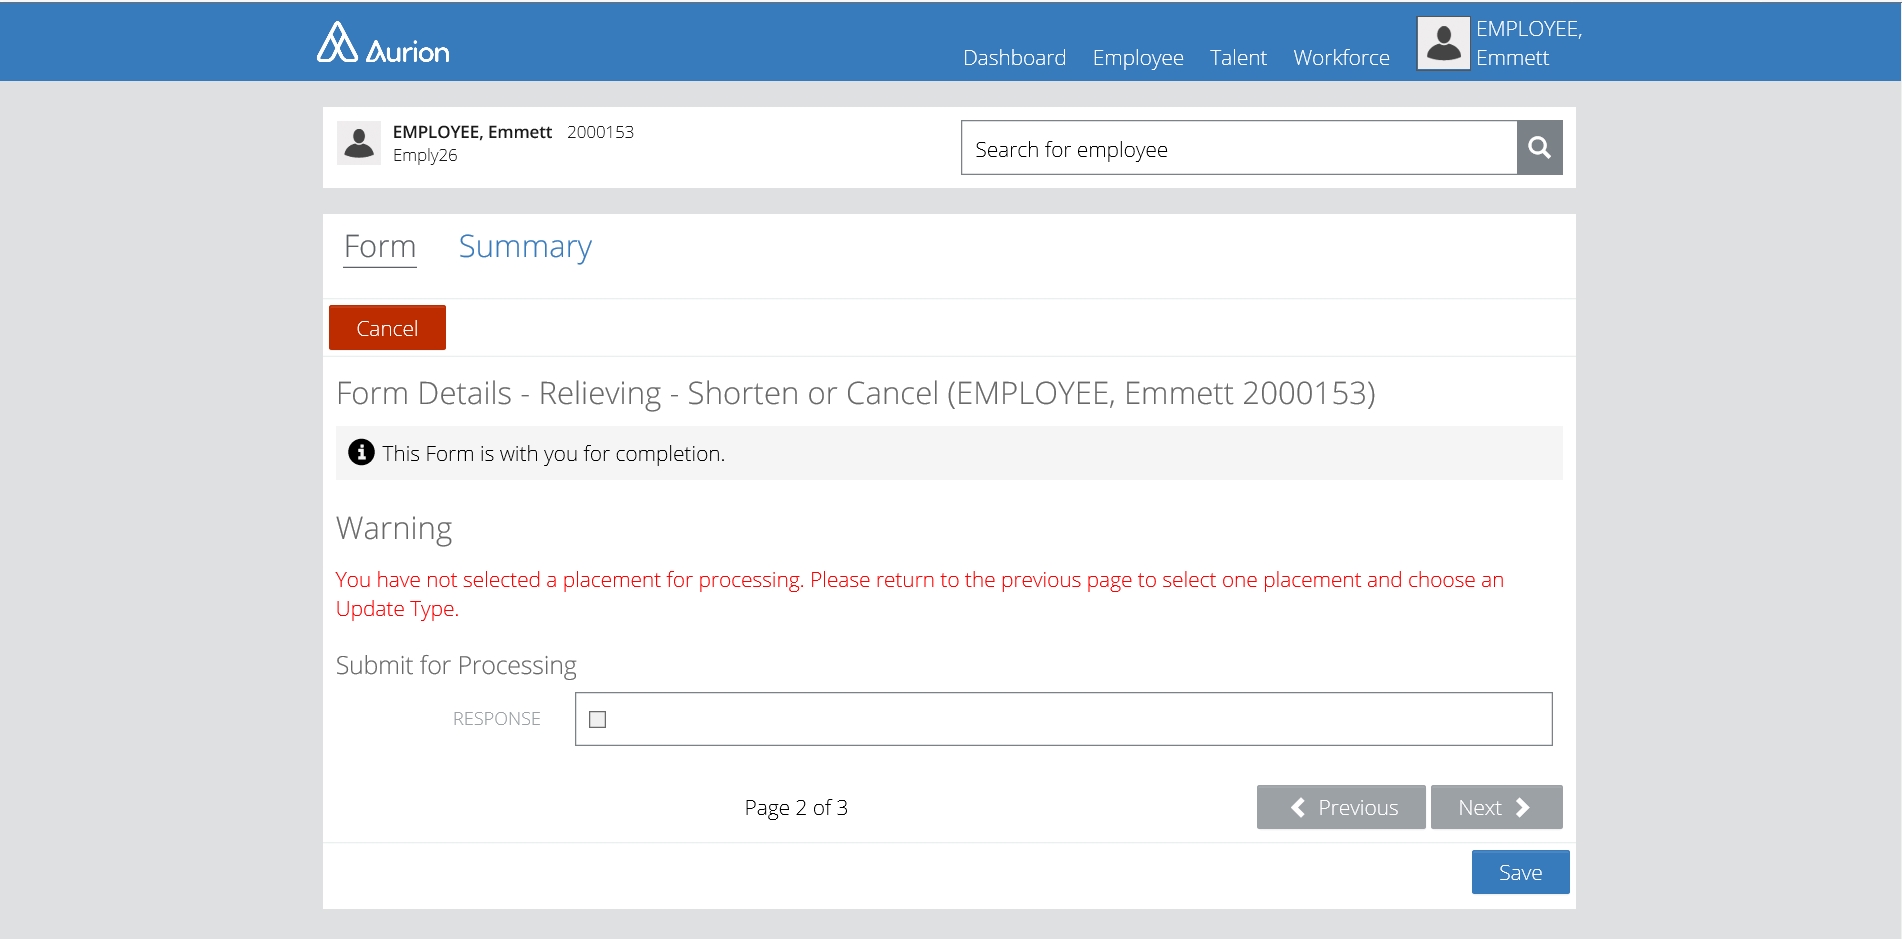 Aurion
Dashboard Employee Talent Workforce
EMPLOYEE,
Emmett
EMPLOYEE, Emmett 2000153
Emply26
Search for employee
Form Summary
Cancel
Form Details - Relieving - Shorten or Cancel (EMPLOYEE, Emmett 2000153)
This Form is with you for completion.
Warning
You have not selected a placement for processing. Please return to the previous page to select one placement and choose an
Update Type.
Submit for Processing
RESPONSE
Page 2 of 3
Previous Next
Save